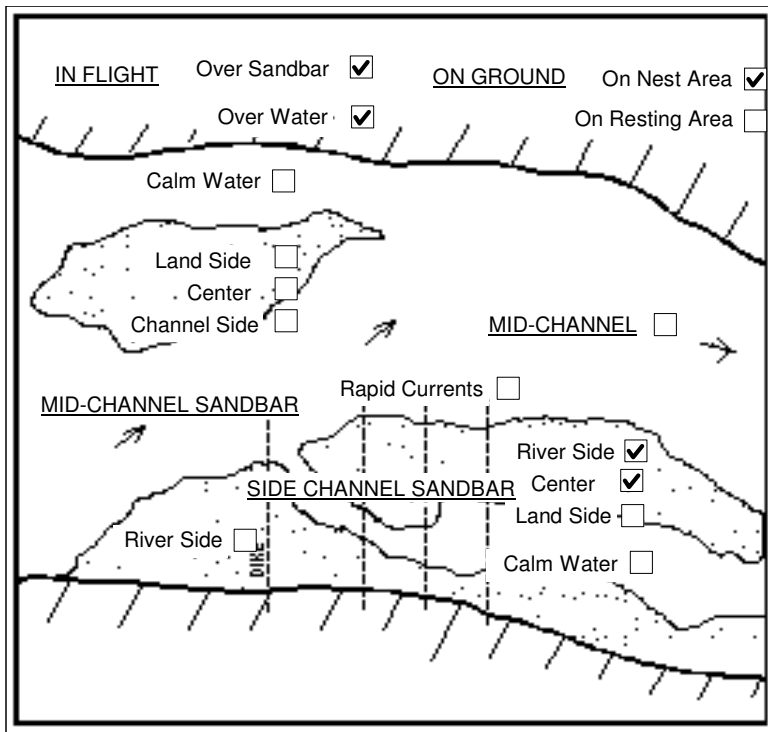 IN FLIGHT
Over Sandbar
ON GROUND
On Nest Area
Over Water
On Resting Area
Calm Water
Land Side
Center
Channel Side
MID-CHANNEL
Rapid Currents
MID-CHANNEL SANDBAR
River Side
SIDE CHANNEL SANDBAR
Center
Land Side
River Side
DIKE
Calm Water